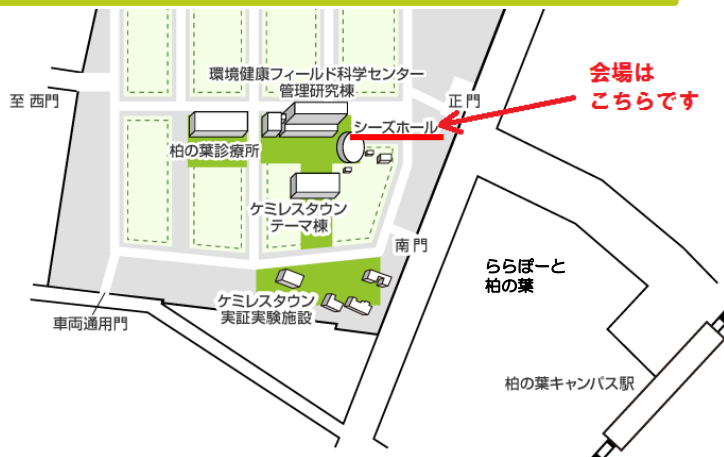 会場は
こちらです
環境健康フィールド科学センター
管理研究棟
至 西門
正門
シーズホール
柏の葉診療所
ケミレスタウン
テーマ棟
南門
ららぽーと
柏の葉
ケミレスタウン
実証実験施設
車両通用門
柏の葉キャンパス駅